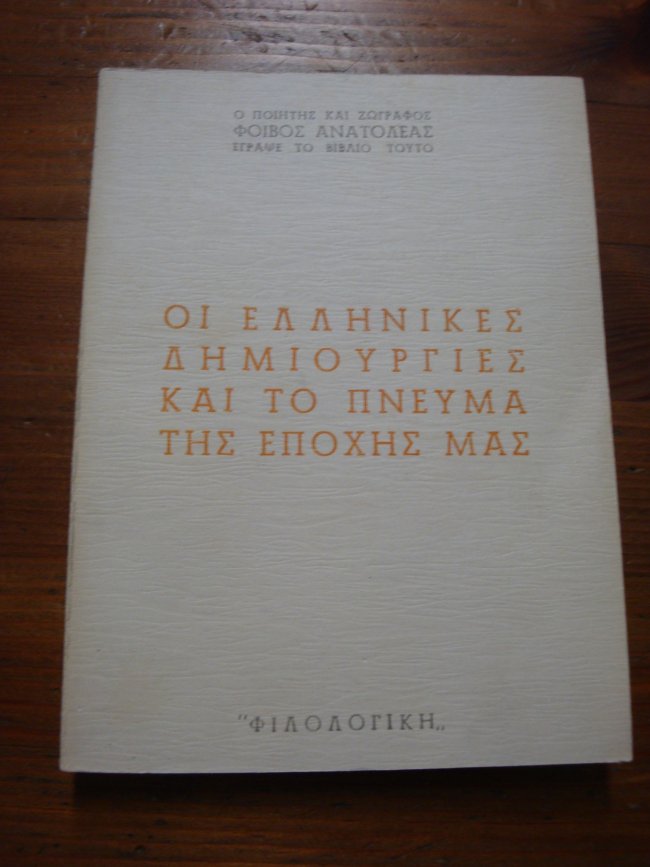 Ο ΠΟΙΗΤΗΣ ΚΑΙ ΖΩΓΡΑΦΟΣ
ΦΟΙΒΟΣ ΑΝΑΤΟΛΕΑΣ
ΕΓΡΑΨΕ ΤΟ ΒΙΒΛΙΟ ΤΟΥΤΟ
ΟΙ ΕΛΛΗΝΙΚΕΣ
ΔΗΜΙΟΥΡΓΙΕΣ
ΚΑΙ ΤΟ ΠΝΕΥΜΑ
ΤΗΣ ΕΠΟΧΗΣ ΜΑΣ
"ΦΙΛΟΛΟΓΙΚΗ„